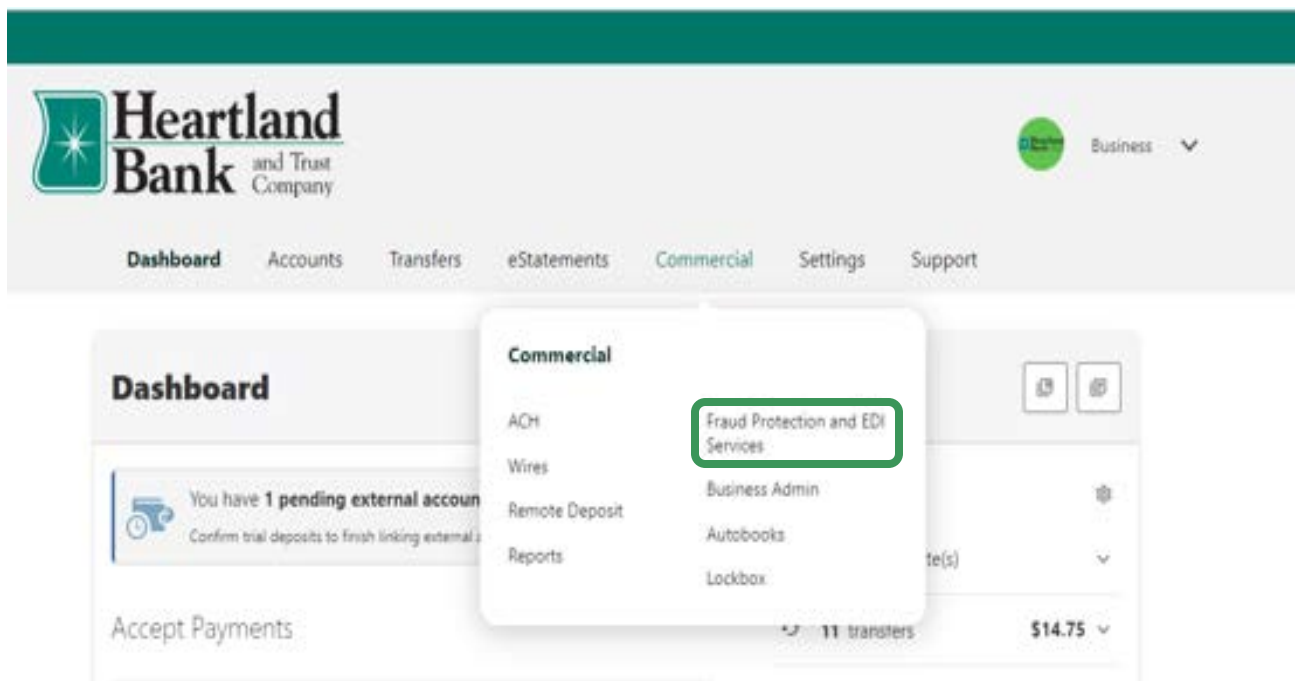 Heartland
Bank and Trust Company
Business
Dashboard Accounts Transfers eStatements Commercial Settings Support
Commercial
ACH
Wires
Remote Deposit
Reports
Fraud Protection and EDI
Services
Business Admin
Autobooks
Lockbox
Dashboard
You have 1 pending external accoun
Confirm trial deposits to finish linking external
te(s)
Accept Payments
11 transfers $14.75